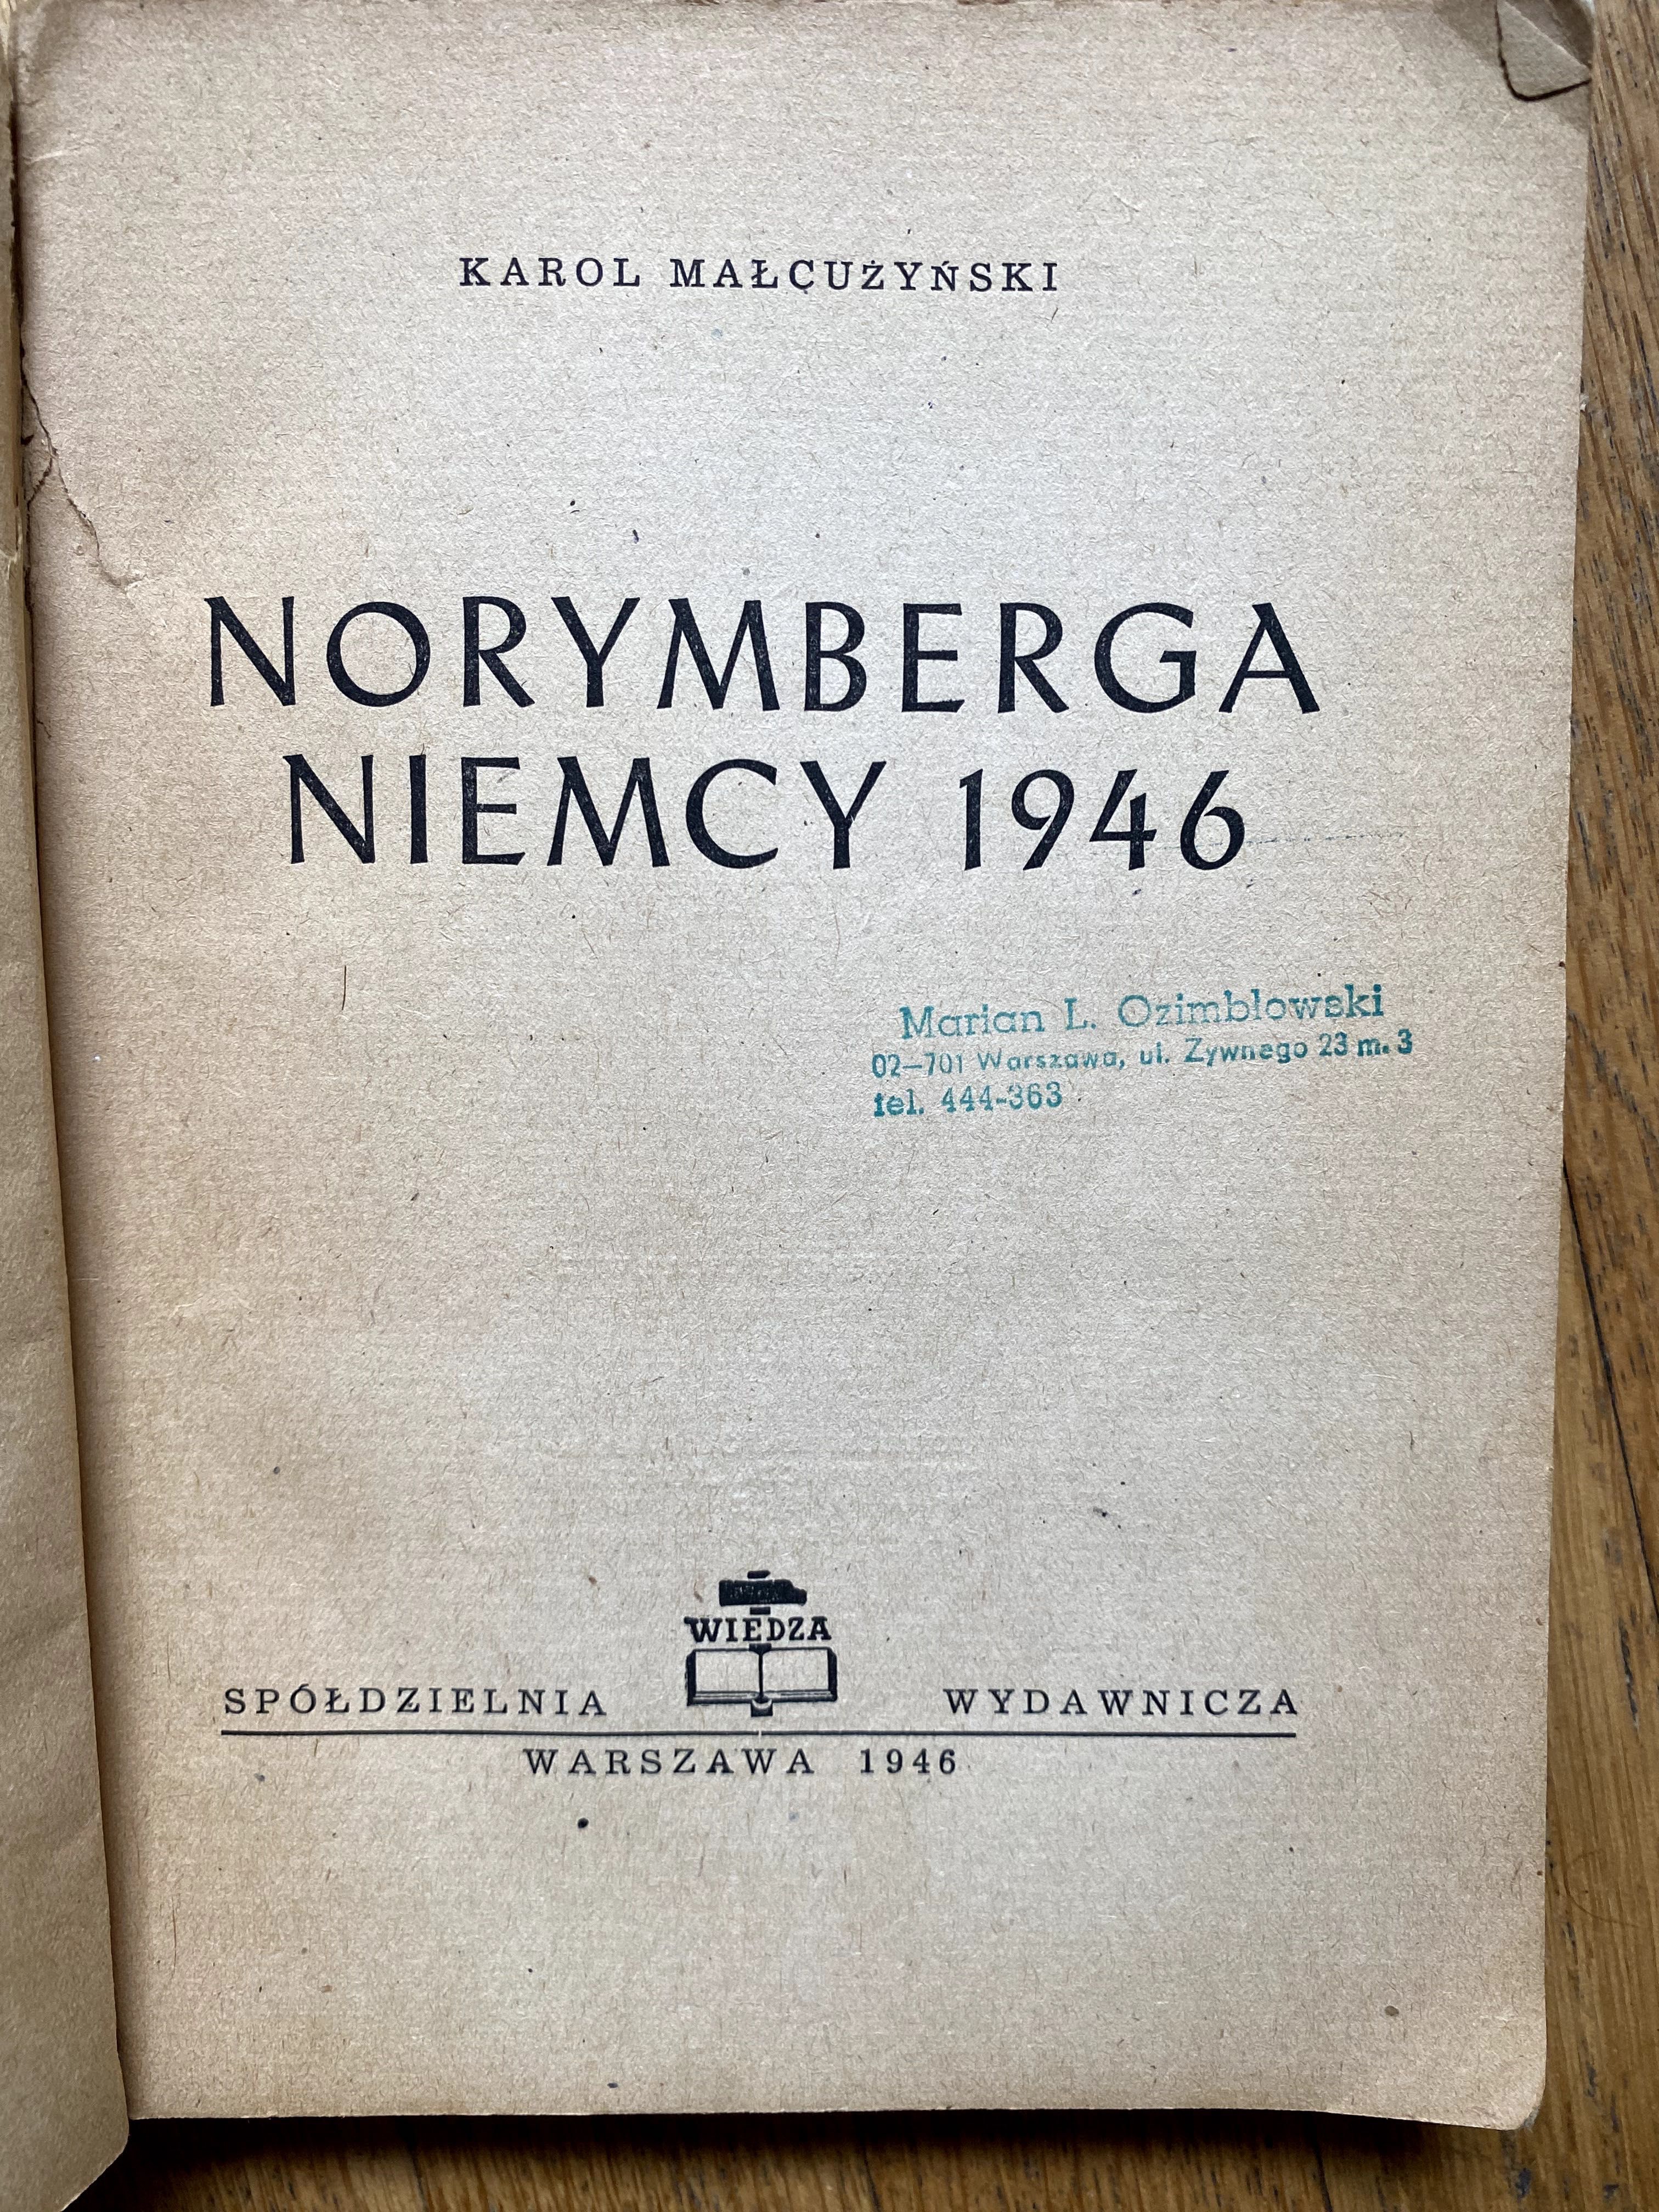 KAROL MAŁCUŻYŃSKI
NORYMBERGA
NIEMCY 1946
Marian L. Ozimblowski
02-701 Warszawa, ul. Żywnego 23 m. 3
tel. 444-363
WIEDZA
SPÓŁDZIELNIA WYDAWNICZA
WARSZAWA 1946